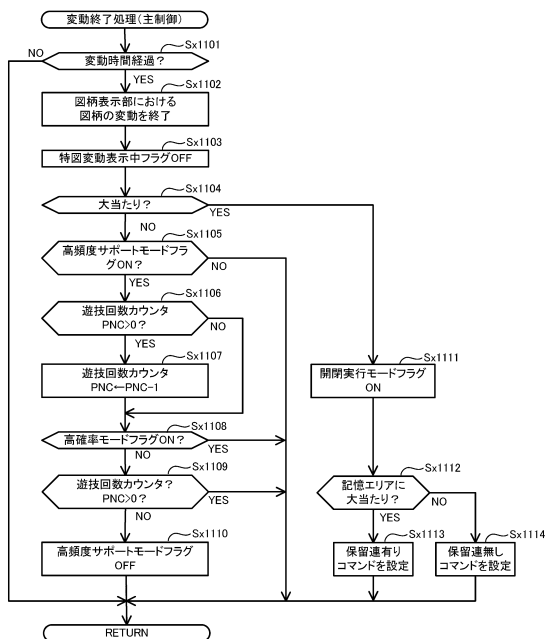 変動終了処理(主制御)
Sx1101
NO
変動時間経過?
YES
Sx1102
図柄表示部における
図柄の変動を終了
Sx1103
特図変動表示中フラグOFF
Sx1104
大当たり?
YES
NO
Sx1105
高頻度サポートモードフラ
グON?
NO
YES
Sx1106
遊技回数カウンタ
PNC>0?
NO
YES
Sx1107
遊技回数カウンタ
PNC←PNC-1
Sx1108
高確率モードフラグON?
YES
NO
Sx1109
遊技回数カウンタ?
PNC>0?
YES
NO
Sx1110
高頻度サポートモードフラグ
OFF
Sx1111
開閉実行モードフラグ
ON
Sx1112
記憶エリアに
大当たり?
NO
YES
Sx1113
保留連有り
コマンドを設定
Sx1114
保留連無し
コマンドを設定
RETURN